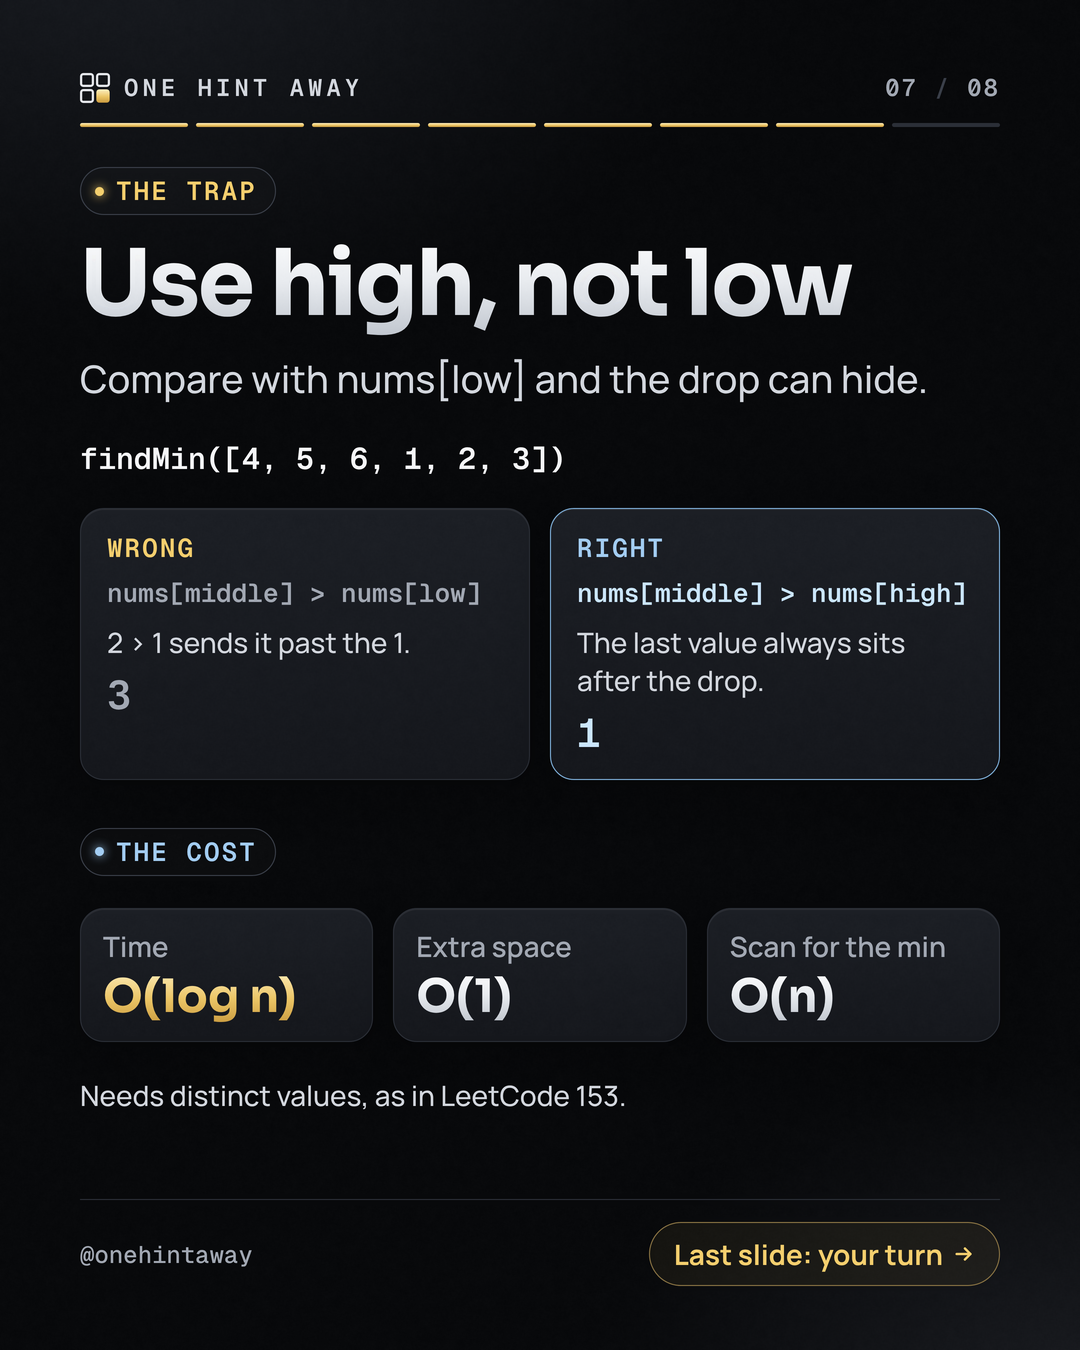 ONE HINT AWAY
07 / 08
THE TRAP
Use high, not low
Compare with nums[low] and the drop can hide.
findMin([4, 5, 6, 1, 2, 3])
WRONG
nums[middle] > nums[low]
2 > 1 sends it past the 1.
3
RIGHT
nums[middle] > nums[high]
The last value always sits
after the drop.
1
THE COST
Time
O(log n)
Extra space
O(1)
Scan for the min
O(n)
Needs distinct values, as in LeetCode 153.
@onehintaway
Last slide: your turn →